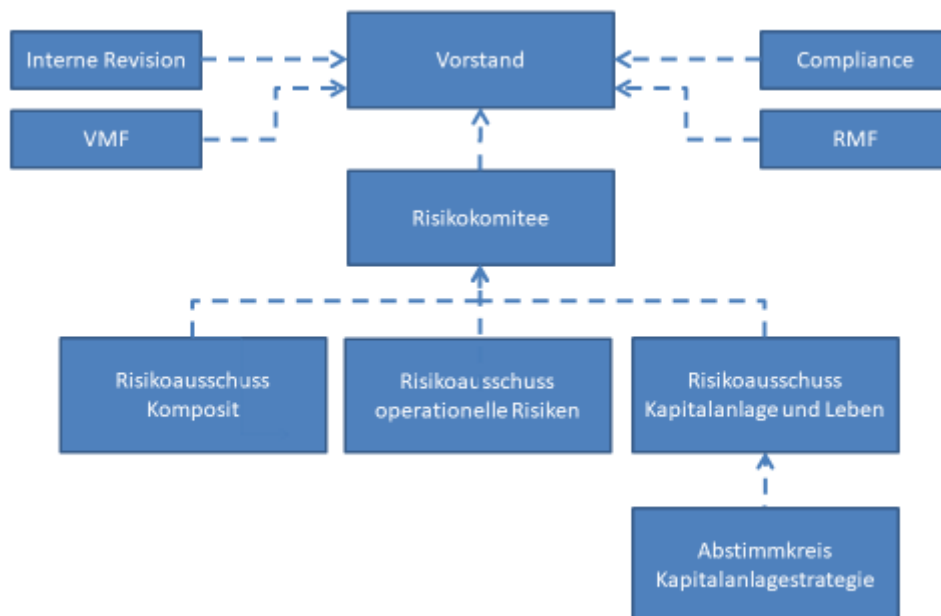 Interne Revision
Vorstand
Compliance
VMF
RMF
Risikokomitee
Risikoausschuss
Komposit
Risikoausschuss
operationelle Risiken
Risikoausschuss
Kapitalanlage und Leben
Abstimmkreis
Kapitalanlagestrategie